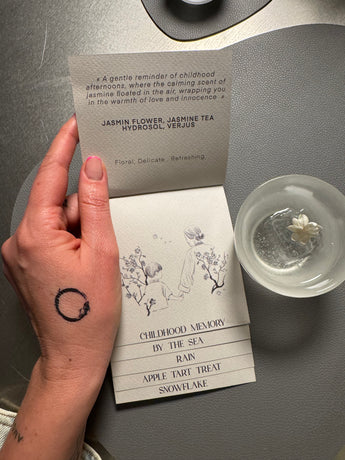 « A gentle reminder of childhood
afternoons, where the calming scent of
jasmine floated in the air, wrapping you
in the warmth of love and innocence »
JASMIN FLOWER, JASMINE TEA
HYDROSOL, VERJUS
Floral, Delicate, Refreshing
CHILDHOOD MEMORY
BY THE SEA
RAIN
APPLE TART TREAT
SNOWFLAKE